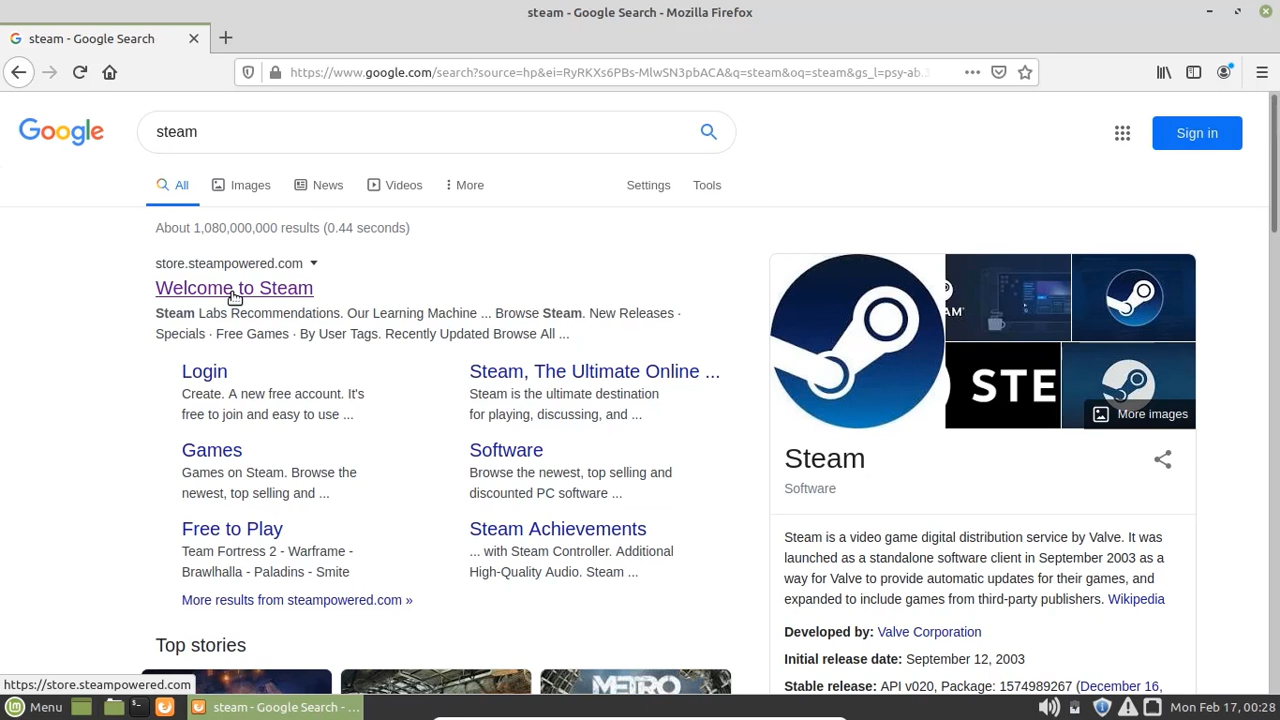 steam - Google Search - Mozilla Firefox
steam - Google Search
https://www.google.com/search?source=hp&ei=RyRKXs6PBs-MlwSN3pbACA&q=steam&oq=steam&gs_l=psy-ab.3
Google
steam
Sign in
All
Images
News
Videos
More
Settings
Tools
About 1,080,000,000 results (0.44 seconds)
store.steampowered.com
Welcome to Steam
Steam Labs Recommendations. Our Learning Machine ... Browse Steam. New Releases ·
Specials · Free Games · By User Tags. Recently Updated Browse All ...
Login
Create. A new free account. It's
free to join and easy to use ...
Steam, The Ultimate Online ...
Steam is the ultimate destination
for playing, discussing, and ...
Games
Games on Steam. Browse the
newest, top selling and ...
Software
Browse the newest, top selling and
discounted PC software ...
Free to Play
Team Fortress 2 - Warframe -
Brawlhalla - Paladins - Smite
Steam Achievements
... with Steam Controller. Additional
High-Quality Audio. Steam ...
More results from steampowered.com »
Top stories
METRO
AM
STE
More images
Steam
Software
Steam is a video game digital distribution service by Valve. It was
launched as a standalone software client in September 2003 as a
way for Valve to provide automatic updates for their games, and
expanded to include games from third-party publishers. Wikipedia
Developed by: Valve Corporation
Initial release date: September 12, 2003
Stable release: API v020, Package: 1574989267 (December 16,
https://store.steampowered.com
Menu
steam - Google Search - ...
Mon Feb 17, 00:28